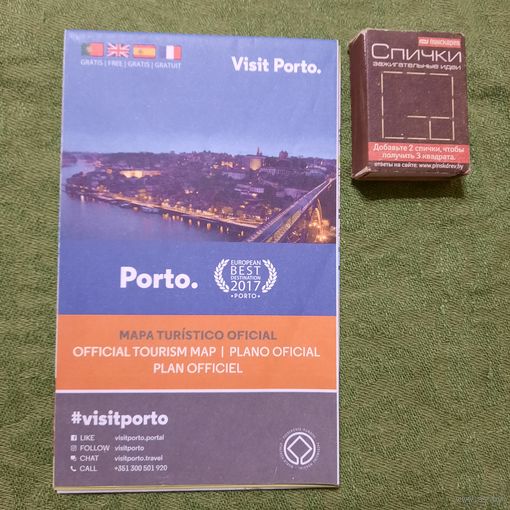 GRÁTIS | FREE | GRATIS | GRATUIT
Visit Porto.
Porto.
EUROPEAN
BEST
DESTINATION
2017
• PORTO •
MAPA TURÍSTICO OFICIAL
OFFICIAL TOURISM MAP | PLANO OFICIAL
PLAN OFFICIEL
#visitporto
LIKE visitporto.portal
FOLLOW visitporto
CHAT visitporto.travel
CALL +351 300 501 920
ПИНСКДРЕВ
Спички
зажигательные идеи
Добавьте 2 спички, чтобы
получить 3 квадрата.
ответы на сайте: www.pinskdrev.by